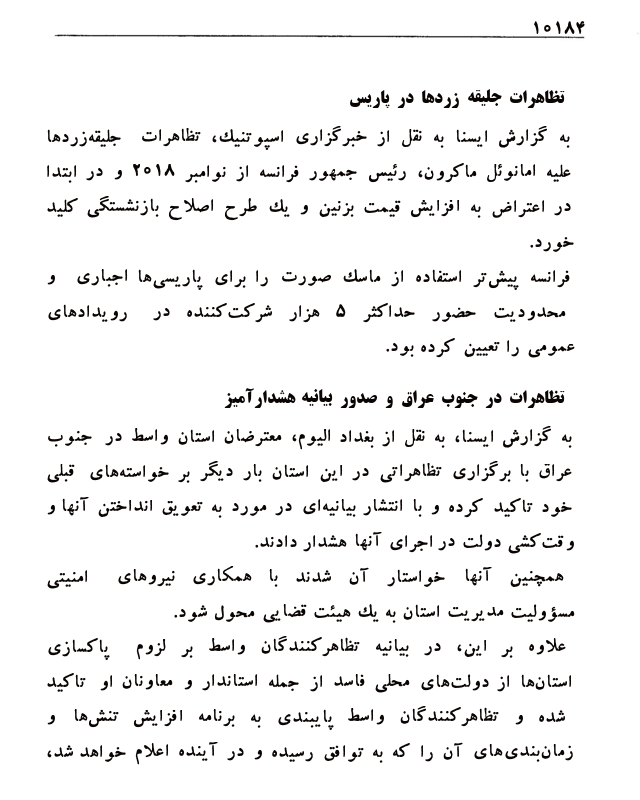 ۱۰۱۸۴
تظاهرات جلیقه زردها در پاریس
به گزارش ایسنا به نقل از خبرگزاری اسپوتنیک، تظاهرات جلیقه‌زردها
علیه امانوئل ماکرون، رئیس جمهور فرانسه از نوامبر ۲۰۱۸ و در ابتدا
در اعتراض به افزایش قیمت بزنین و یک طرح اصلاح بازنشستگی کلید
خورد.
فرانسه پیش‌تر استفاده از ماسک صورت را برای پاریسی‌ها اجباری و
محدودیت حضور حداکثر ۵ هزار شرکت‌کننده در رویدادهای
عمومی را تعیین کرده بود.
تظاهرات در جنوب عراق و صدور بیانیه هشدارآمیز
به گزارش ایسنا، به نقل از بغداد الیوم، معترضان استان واسط در جنوب
عراق با برگزاری تظاهراتی در این استان بار دیگر بر خواسته‌های قبلی
خود تاکید کرده و با انتشار بیانیه‌ای در مورد به تعویق انداختن آنها و
وقت‌کشی دولت در اجرای آنها هشدار دادند.
همچنین آنها خواستار آن شدند با همکاری نیروهای امنیتی
مسؤولیت مدیریت استان به یک هیئت قضایی محول شود.
علاوه بر این، در بیانیه تظاهرکنندگان واسط بر لزوم پاکسازی
استان‌ها از دولت‌های محلی فاسد از جمله استاندار و معاونان او تاکید
شده و تظاهرکنندگان واسط پایبندی به برنامه افزایش تنش‌ها و
زمان‌بندی‌های آن را که به توافق رسیده و در آینده اعلام خواهد شد،